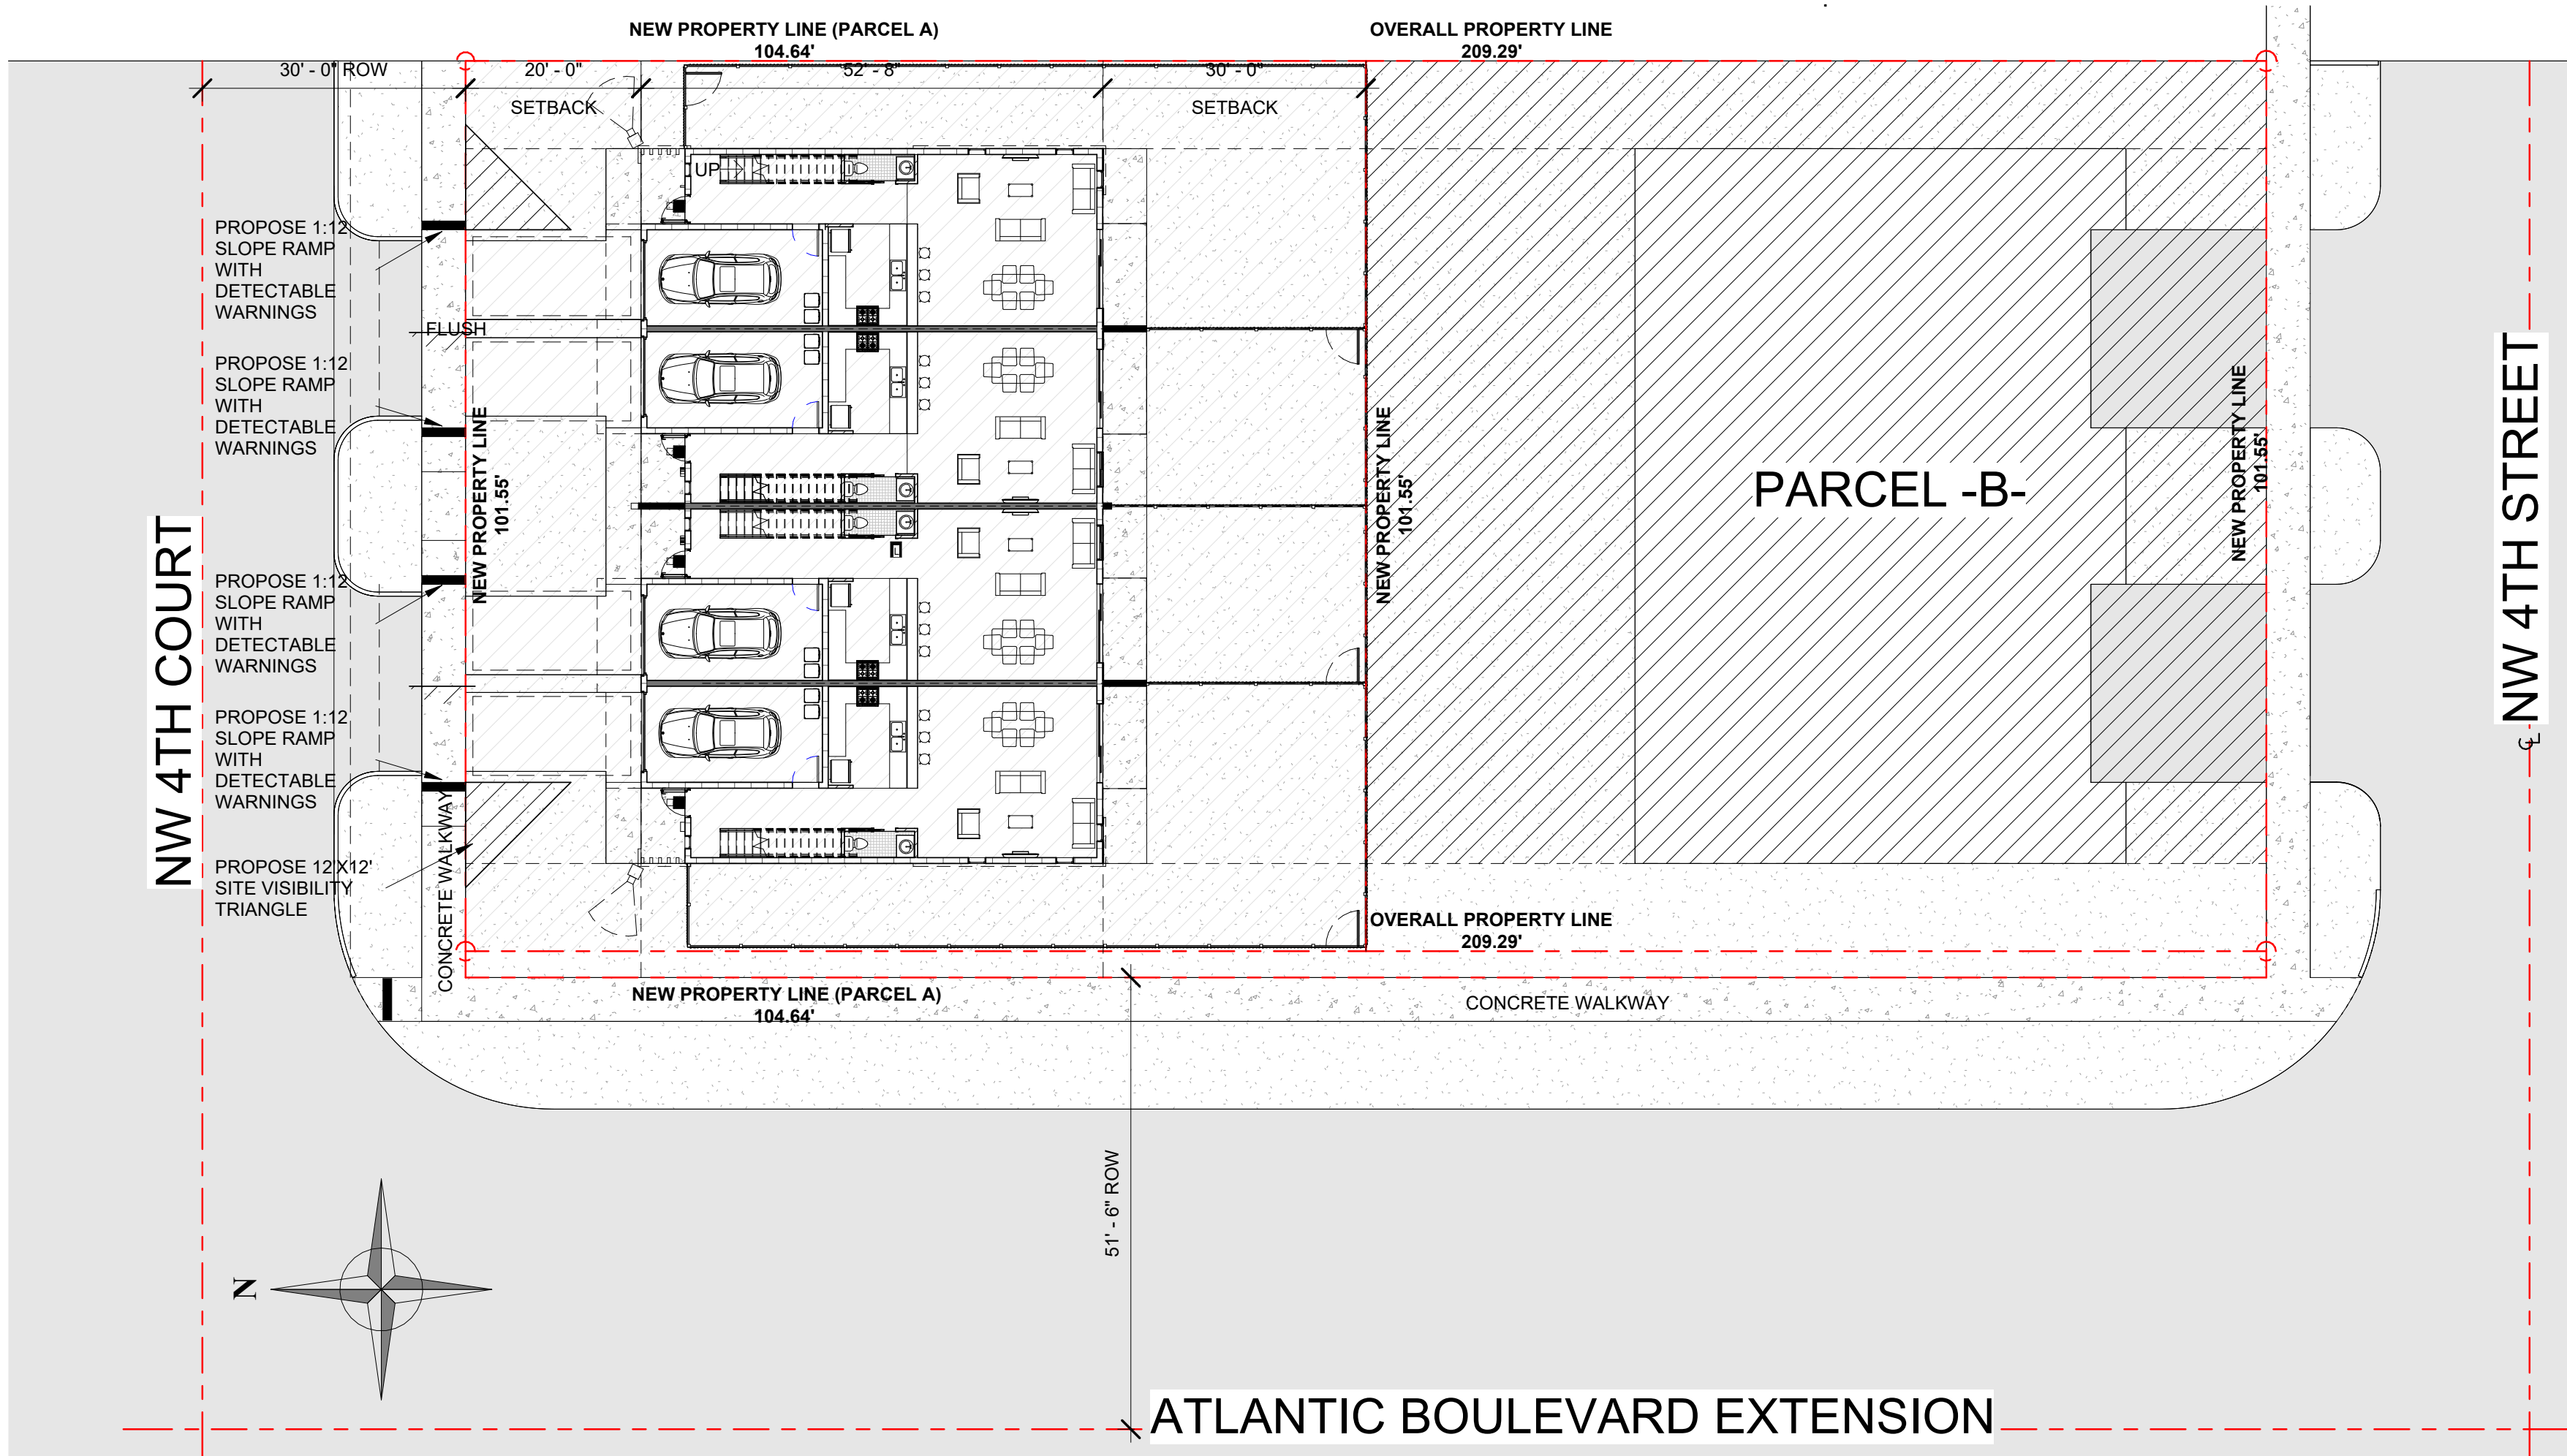 NEW PROPERTY LINE (PARCEL A)
104.64'
OVERALL PROPERTY LINE
209.29'
30' - 0" ROW
20' - 0"
52' - 8"
30' - 0"
SETBACK
SETBACK
UP
PROPOSE 1:12
SLOPE RAMP
WITH
DETECTABLE
WARNINGS
FLUSH
PROPOSE 1:12
SLOPE RAMP
WITH
DETECTABLE
WARNINGS
NEW PROPERTY LINE
101.55'
NEW PROPERTY LINE
101.55'
NEW PROPERTY LINE
101.55'
PARCEL -B-
NW 4TH COURT
NW 4TH STREET
PROPOSE 1:12
SLOPE RAMP
WITH
DETECTABLE
WARNINGS
PROPOSE 1:12
SLOPE RAMP
WITH
DETECTABLE
WARNINGS
CONCRETE WALKWAY
PROPOSE 12'X12'
SITE VISIBILITY
TRIANGLE
OVERALL PROPERTY LINE
209.29'
NEW PROPERTY LINE (PARCEL A)
104.64'
CONCRETE WALKWAY
51' - 6" ROW
N
ATLANTIC BOULEVARD EXTENSION